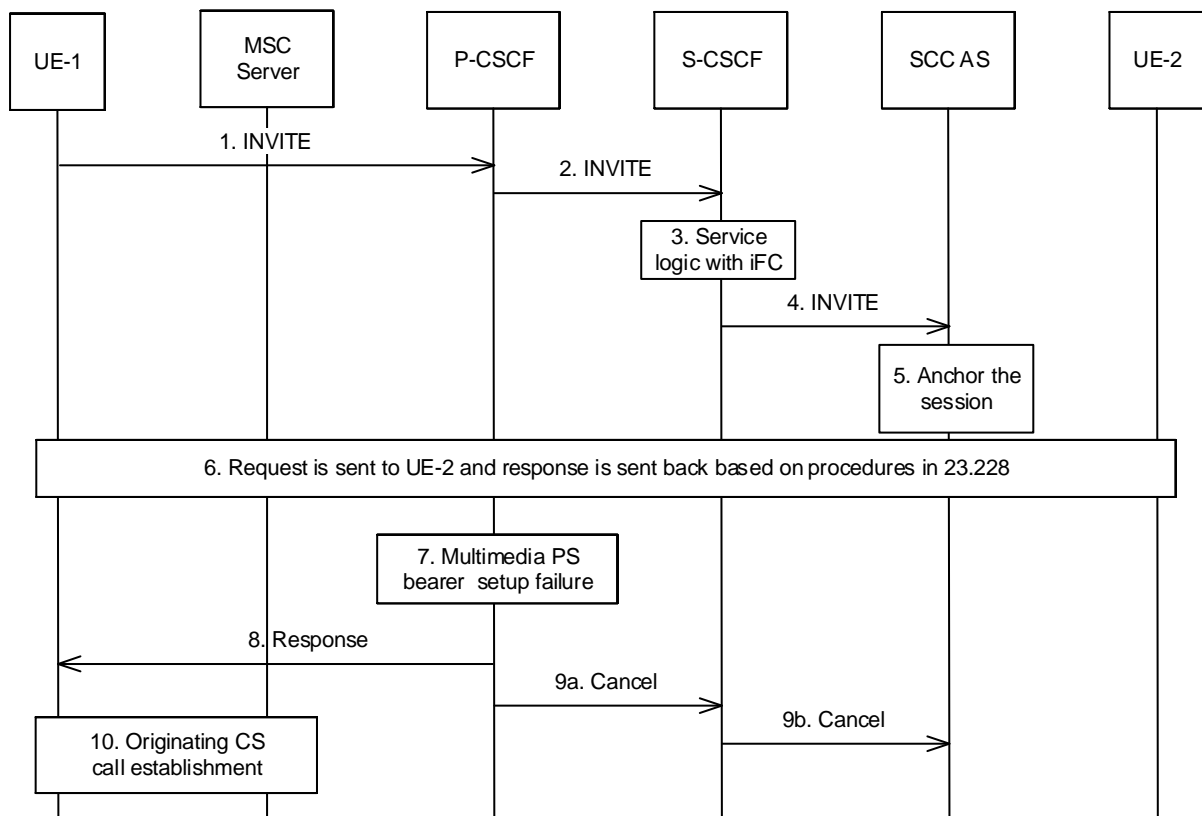 UE-1
MSC
Server
P-CSCF
S-CSCF
SCC AS
UE-2
1. INVITE
2. INVITE
3. Service
logic with iFC
4. INVITE
5. Anchor the
session
6. Request is sent to UE-2 and response is sent back based on procedures in 23.228
7. Multimedia PS
bearer setup failure
8. Response
9a. Cancel
9b. Cancel
10. Originating CS
call establishment